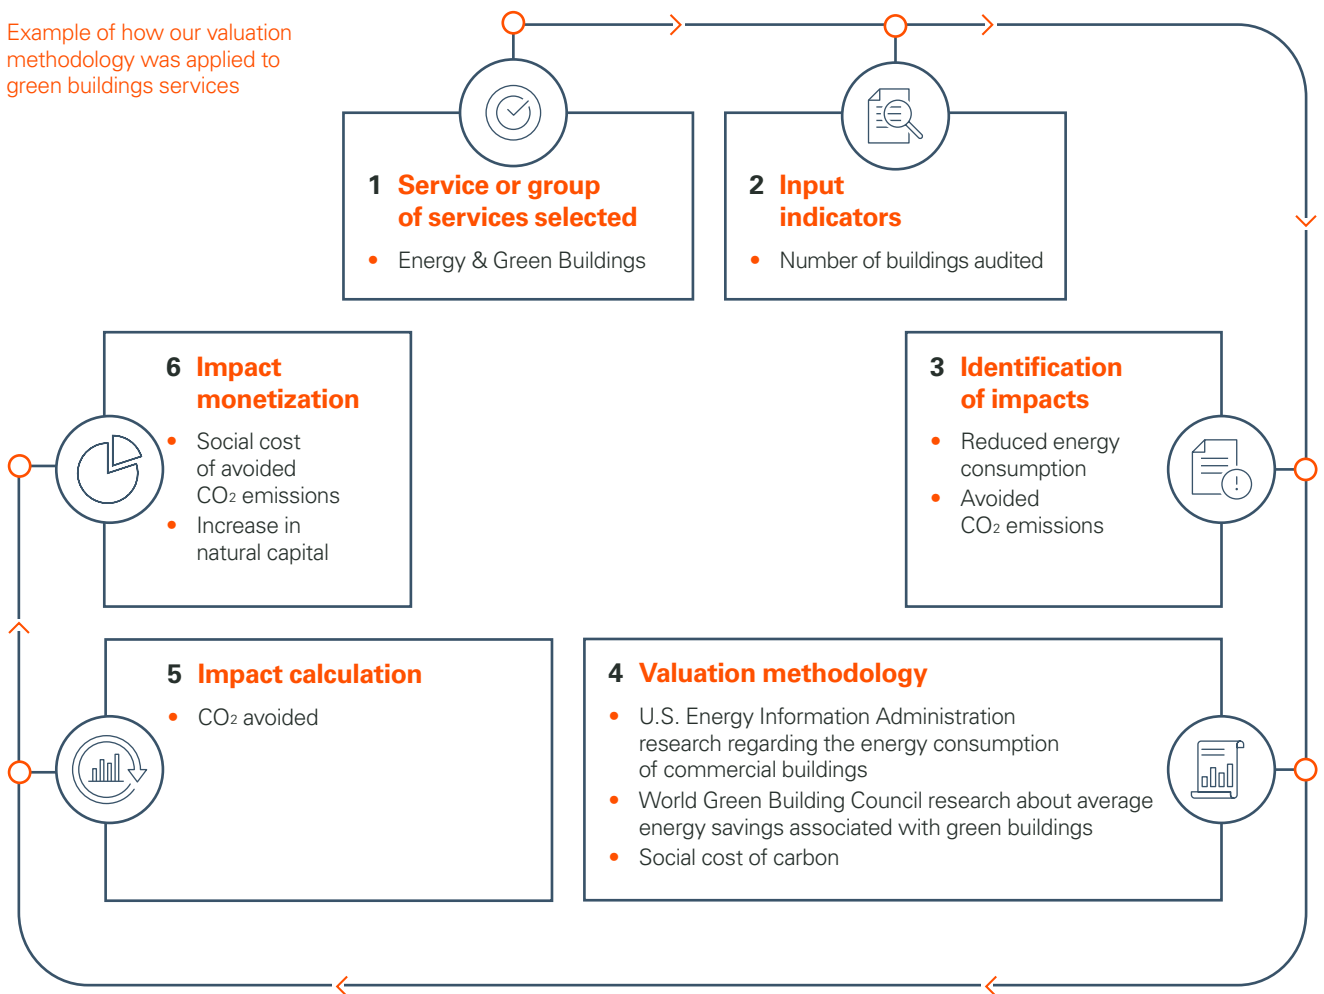 Example of how our valuation
methodology was applied to
green buildings services
1 Service or group
of services selected
• Energy & Green Buildings
2 Input
indicators
• Number of buildings audited
3 Identification
of impacts
• Reduced energy
consumption
• Avoided
CO₂ emissions
4 Valuation methodology
• U.S. Energy Information Administration
research regarding the energy consumption
of commercial buildings
• World Green Building Council research about average
energy savings associated with green buildings
• Social cost of carbon
5 Impact calculation
• CO₂ avoided
6 Impact
monetization
• Social cost
of avoided
CO₂ emissions
• Increase in
natural capital